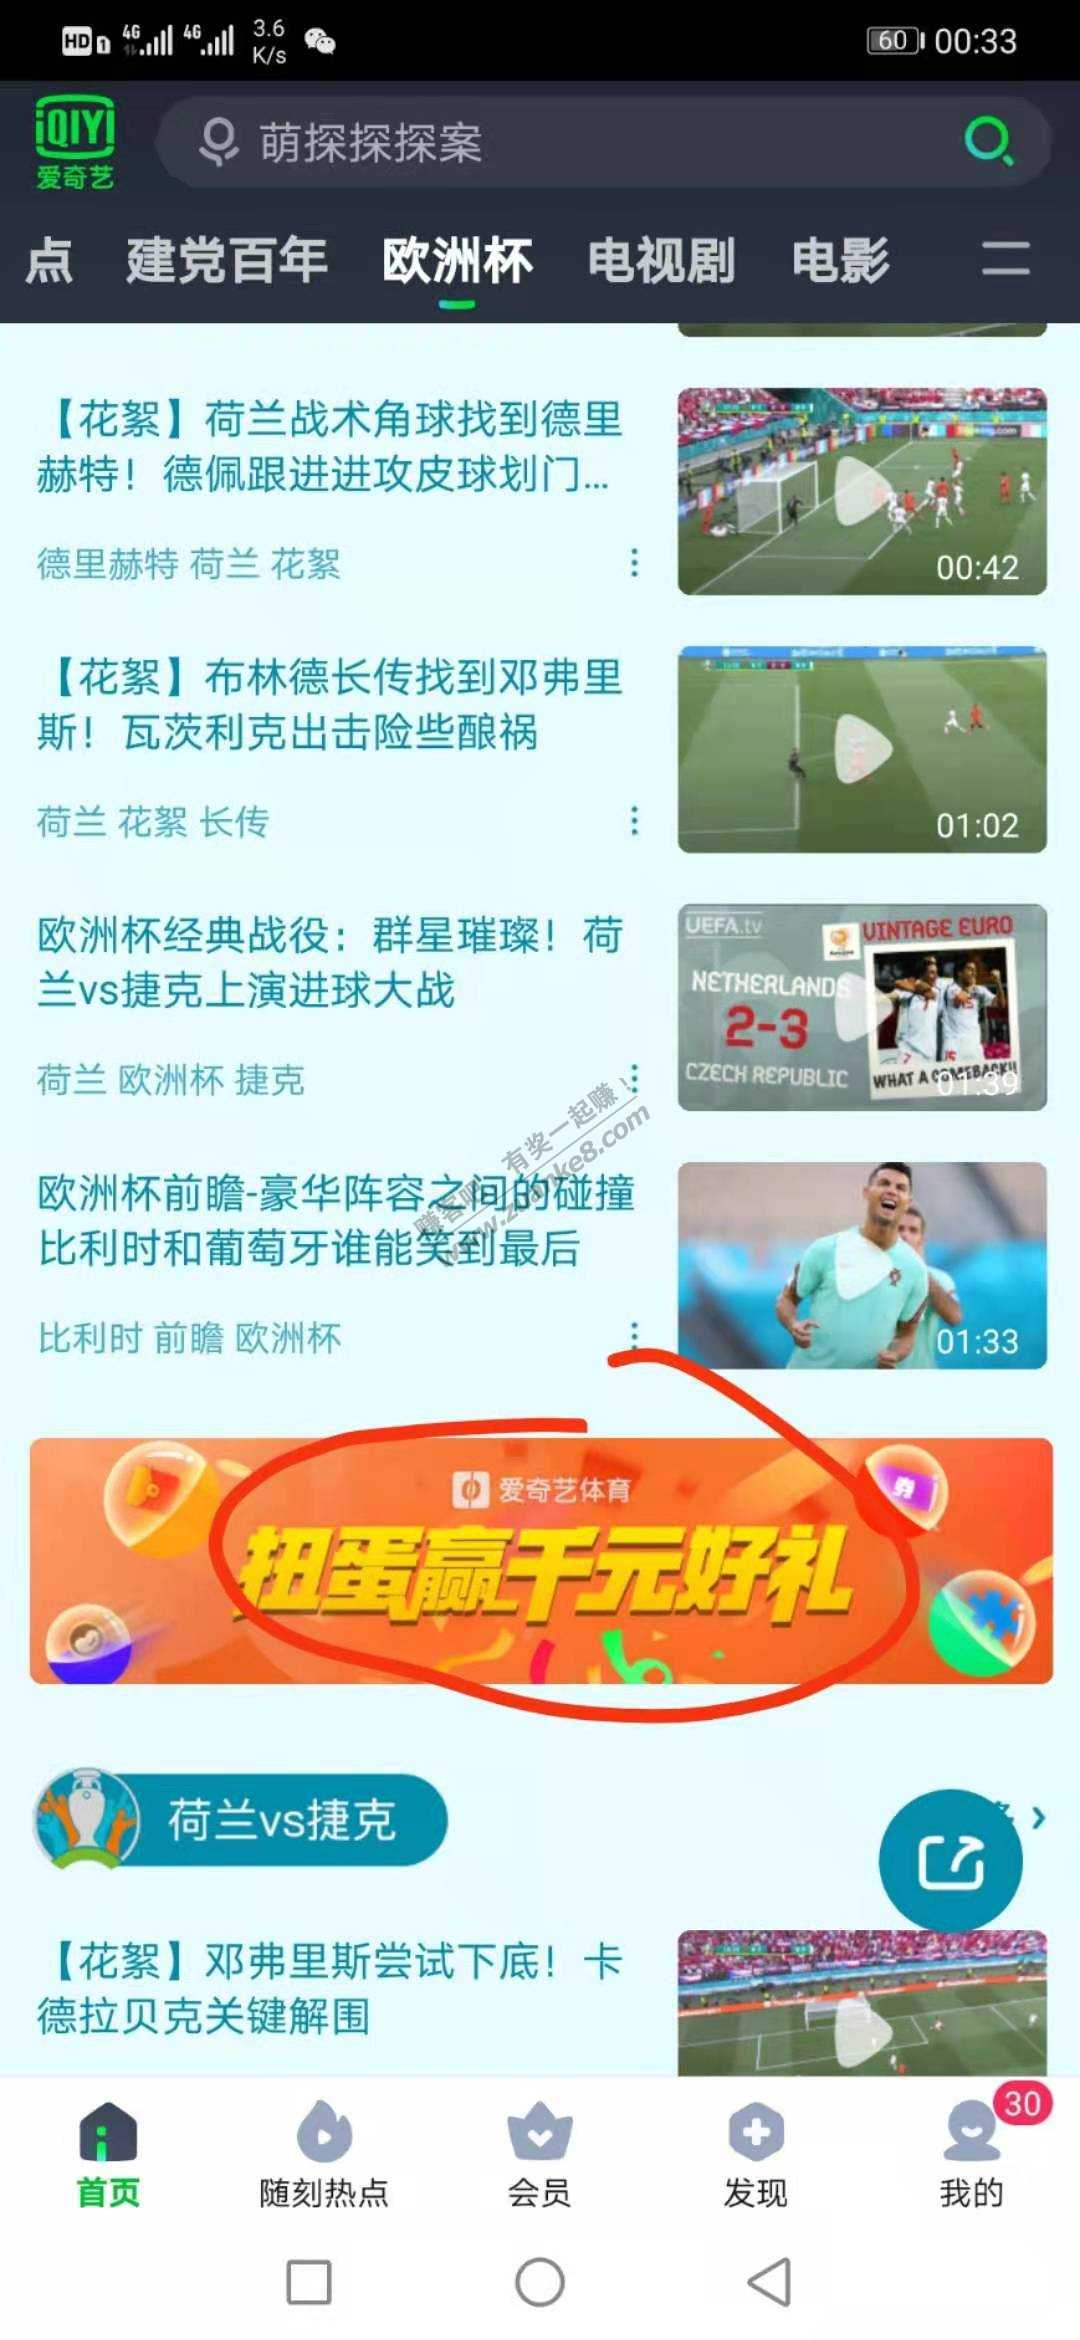 HD 1 4G 4G 3.6 K/s 60 00:33
iQIYI
爱奇艺
萌探探探案
点 建党百年 欧洲杯 电视剧 电影
【花絮】荷兰战术角球找到德里
赫特！德佩跟进进攻皮球划门...
德里赫特 荷兰 花絮
00:42
【花絮】布林德长传找到邓弗里
斯！瓦茨利克出击险些酿祸
荷兰 花絮 长传
01:02
欧洲杯经典战役：群星璀璨！荷
兰vs捷克上演进球大战
荷兰 欧洲杯 捷克
UEFA.tv
VINTAGE EURO
NETHERLANDS
2-3
CZECH REPUBLIC
WHAT A COMEBACK!!
01:39
赚客吧，有奖一起赚！
www.zuanke8.com
欧洲杯前瞻-豪华阵容之间的碰撞
比利时和葡萄牙谁能笑到最后
比利时 前瞻 欧洲杯
01:33
爱奇艺体育
扭蛋赢千元好礼
券
荷兰vs捷克
【花絮】邓弗里斯尝试下底！卡
德拉贝克关键解围
30
首页 随刻热点 会员 发现 我的